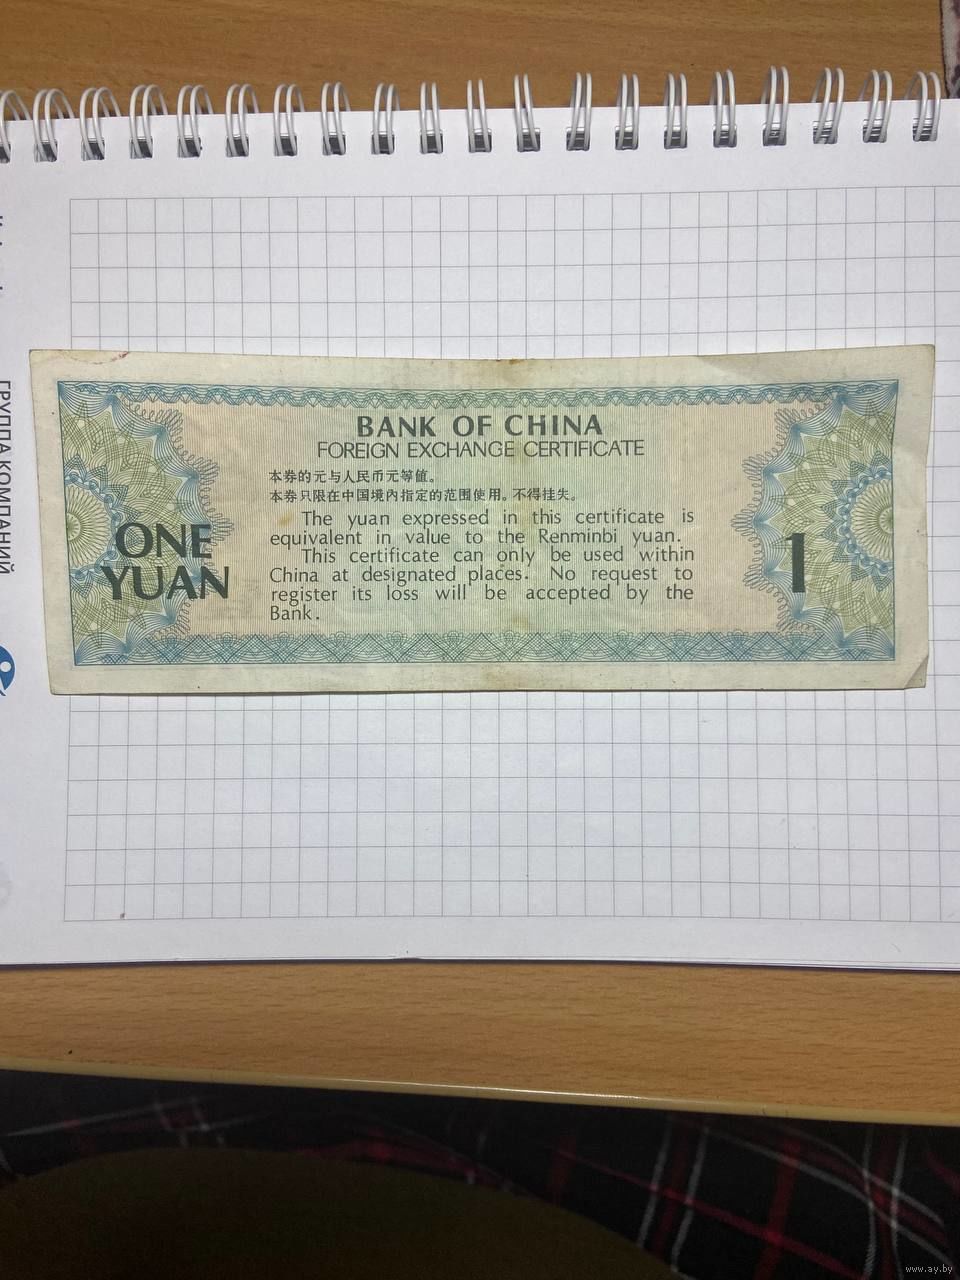 BANK OF CHINA
FOREIGN EXCHANGE CERTIFICATE
本券的元与人民币元等值。
本券只限在中国境内指定的范围使用。不得挂失。
The yuan expressed in this certificate is
equivalent in value to the Renminbi yuan.
This certificate can only be used within
China at designated places. No request to
register its loss will be accepted by the
Bank.
ONE
YUAN
1
ГРУППА КОМПАНИЙ
www.ay.by